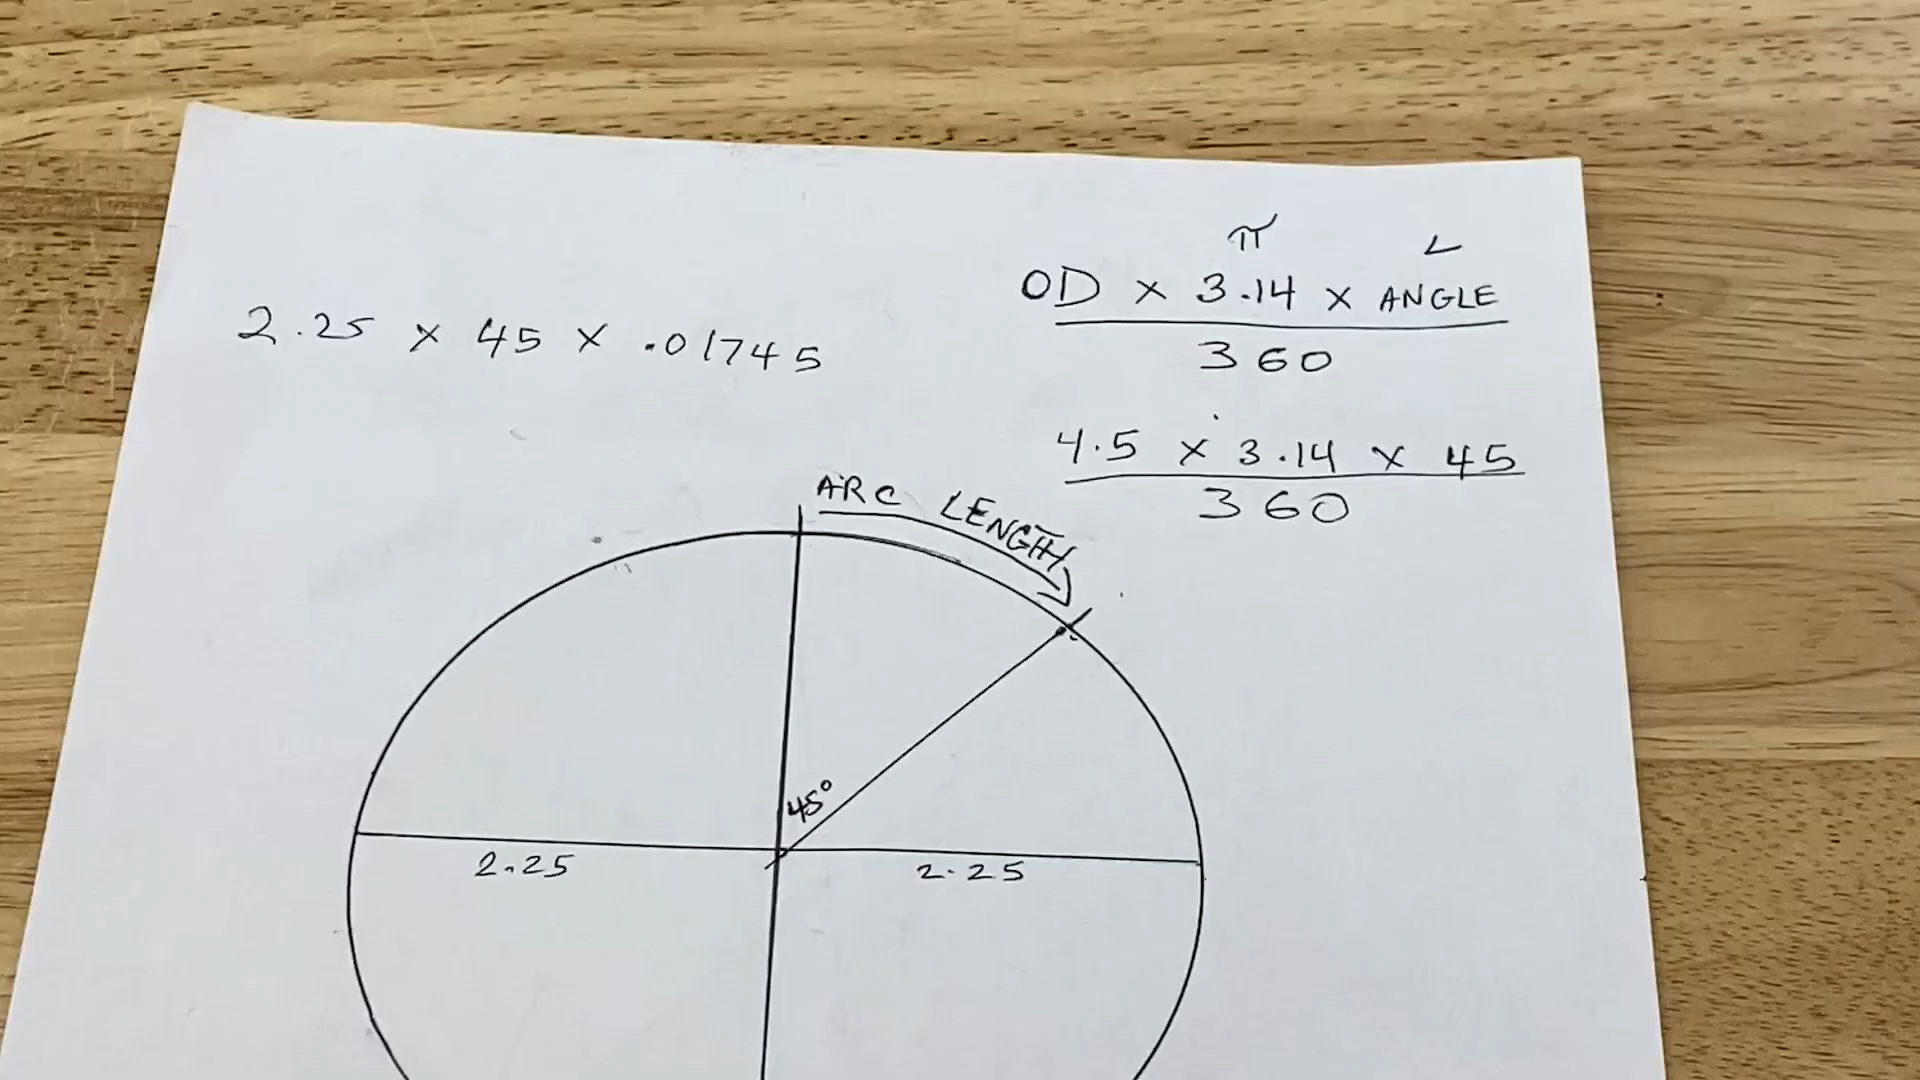 π ∠
OD × 3.14 × ANGLE
360
2.25 × 45 × .01745
4.5 × 3.14 × 45
360
ARC LENGTH
45°
2.25 2.25